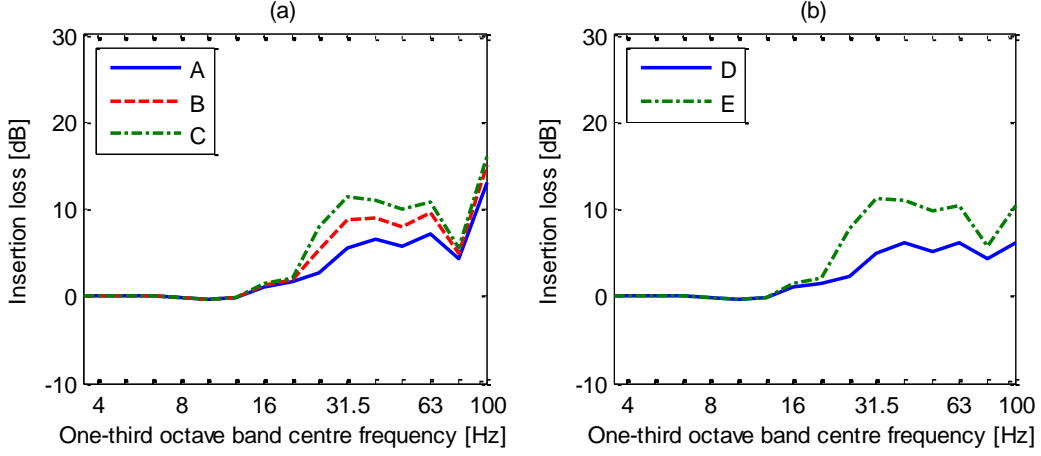 (a)
30
20
10
0
-10
Insertion loss [dB]
A
B
C
4 8 16 31.5 63 100
One-third octave band centre frequency [Hz]
(b)
30
20
10
0
-10
Insertion loss [dB]
D
E
4 8 16 31.5 63 100
One-third octave band centre frequency [Hz]